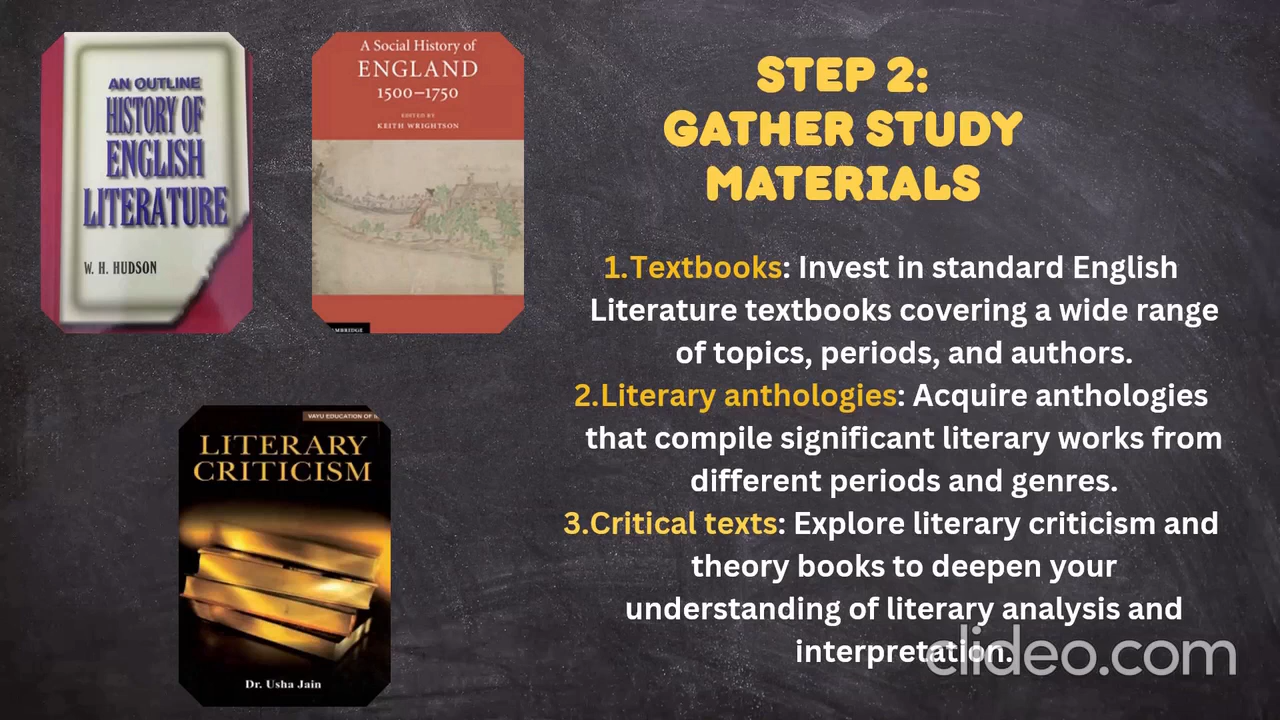 AN OUTLINE
HISTORY OF
ENGLISH
LITERATURE
W. H. HUDSON
A Social History of
ENGLAND
1500–1750
EDITED BY
KEITH WRIGHTSON
VAYU EDUCATION OF
LITERARY
CRITICISM
Dr. Usha Jain
STEP 2:
GATHER STUDY
MATERIALS
1.Textbooks: Invest in standard English
Literature textbooks covering a wide range
of topics, periods, and authors.
2.Literary anthologies: Acquire anthologies
that compile significant literary works from
different periods and genres.
3.Critical texts: Explore literary criticism and
theory books to deepen your
understanding of literary analysis and
interpretation.
clideo.com